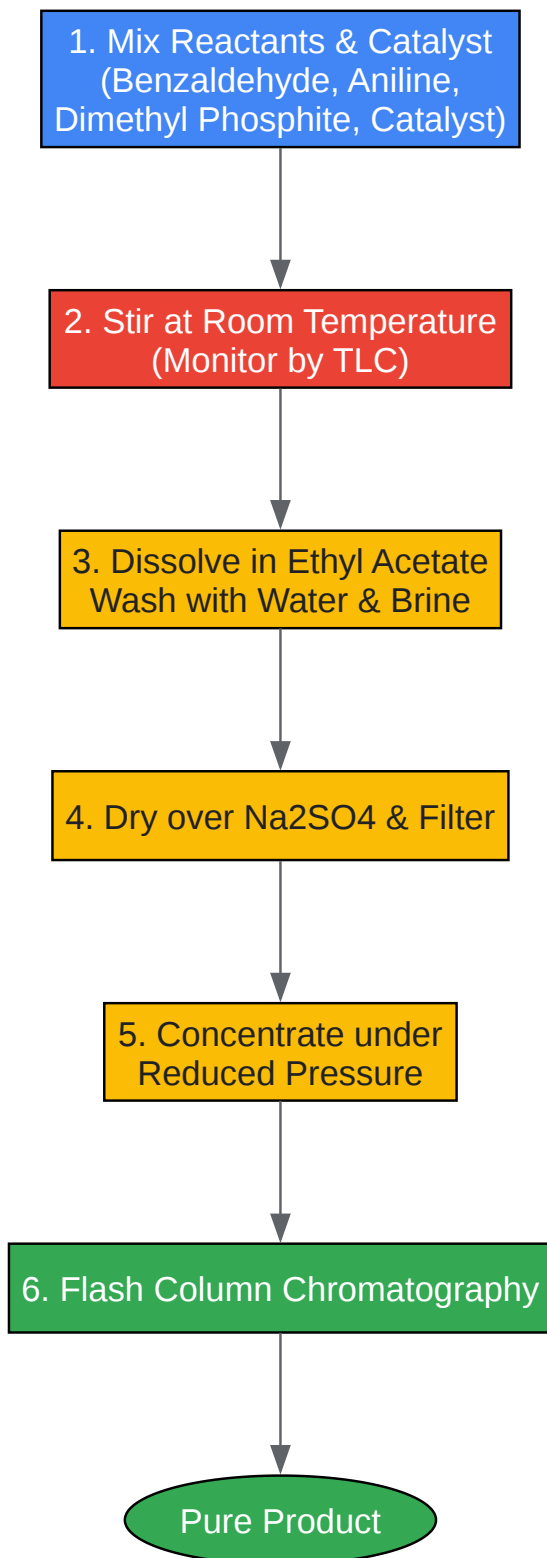 1. Mix Reactants & Catalyst
(Benzaldehyde, Aniline,
Dimethyl Phosphite, Catalyst)
2. Stir at Room Temperature
(Monitor by TLC)
3. Dissolve in Ethyl Acetate
Wash with Water & Brine
4. Dry over Na2SO4 & Filter
5. Concentrate under
Reduced Pressure
6. Flash Column Chromatography
Pure Product